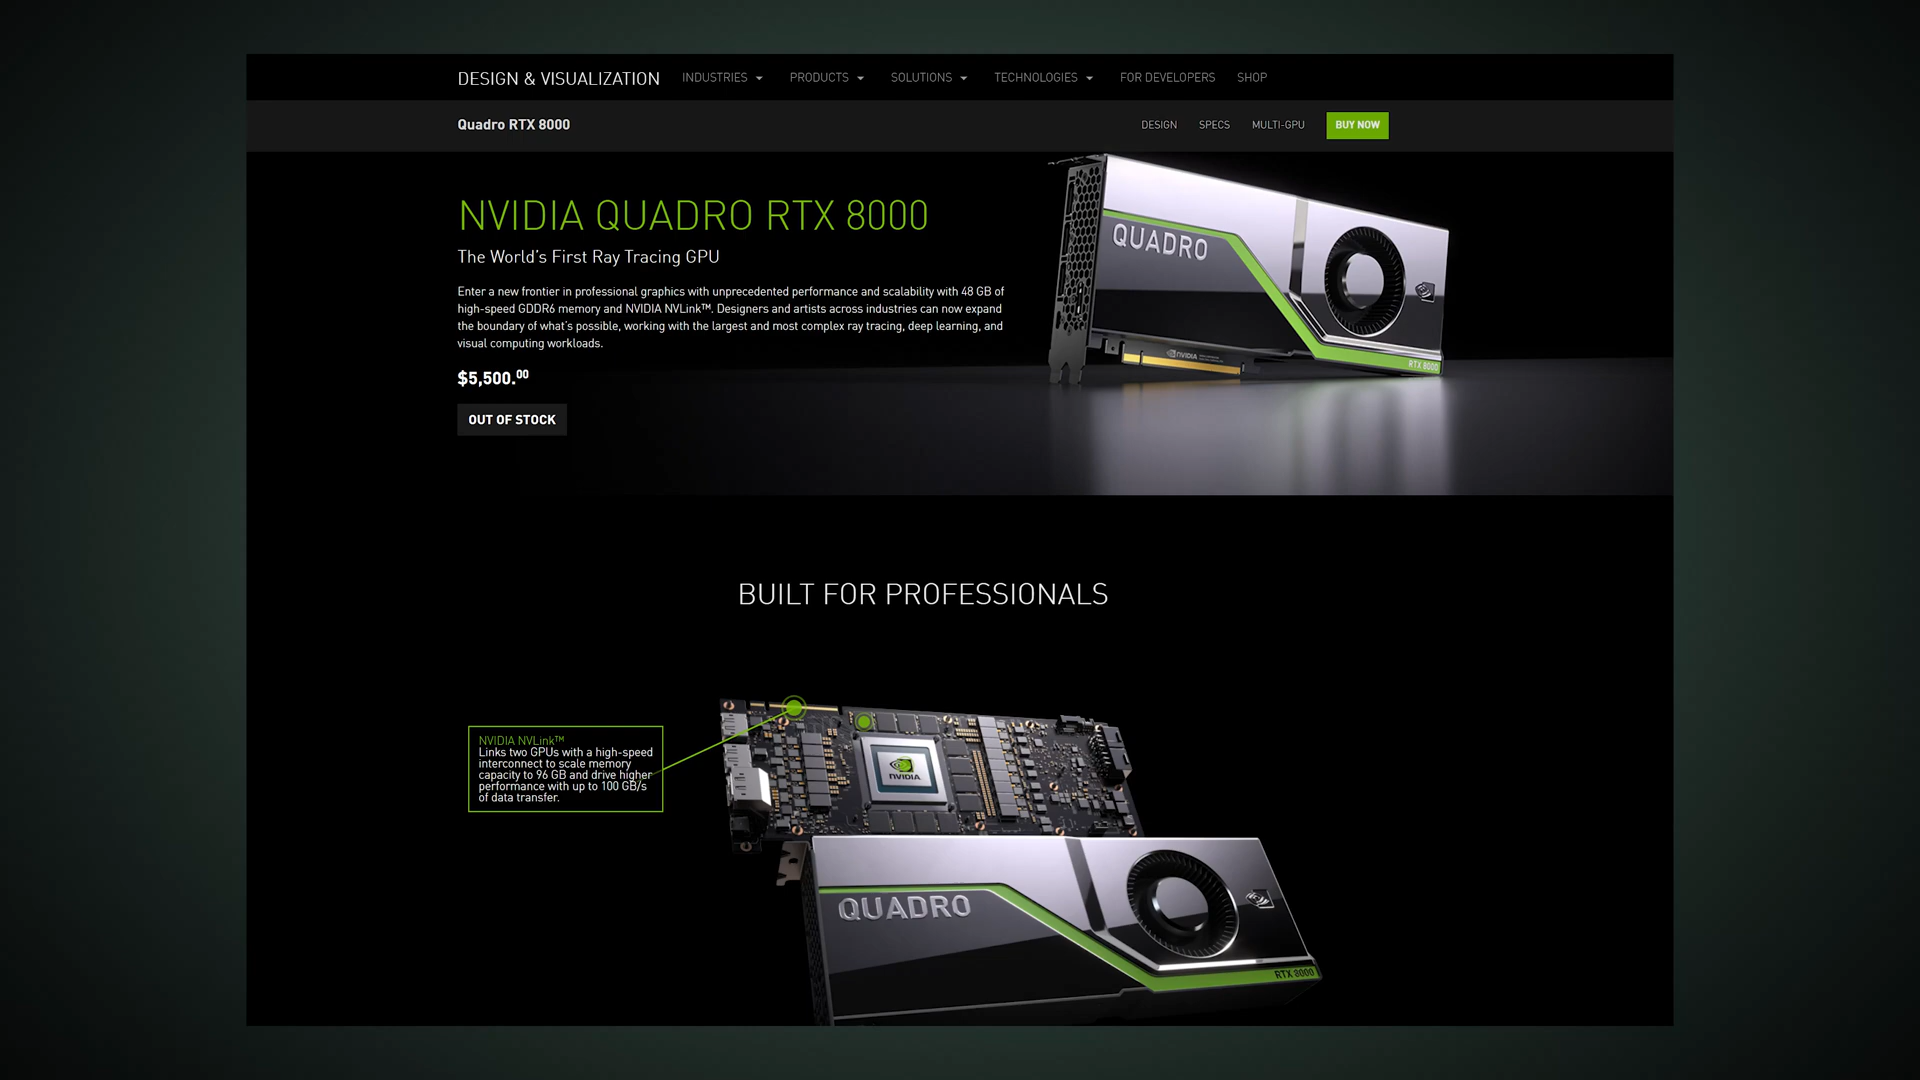 DESIGN & VISUALIZATION INDUSTRIES PRODUCTS SOLUTIONS TECHNOLOGIES FOR DEVELOPERS SHOP
Quadro RTX 8000 DESIGN SPECS MULTI-GPU BUY NOW
NVIDIA QUADRO RTX 8000
The World's First Ray Tracing GPU
Enter a new frontier in professional graphics with unprecedented performance and scalability with 48 GB of
high-speed GDDR6 memory and NVIDIA NVLink™. Designers and artists across industries can now expand
the boundary of what's possible, working with the largest and most complex ray tracing, deep learning, and
visual computing workloads.
$5,500.00
OUT OF STOCK
QUADRO
NVIDIA
RTX 8000
BUILT FOR PROFESSIONALS
NVIDIA NVLink™
Links two GPUs with a high-speed
interconnect to scale memory
capacity to 96 GB and drive higher
performance with up to 100 GB/s
of data transfer.
NVIDIA
QUADRO
RTX 8000